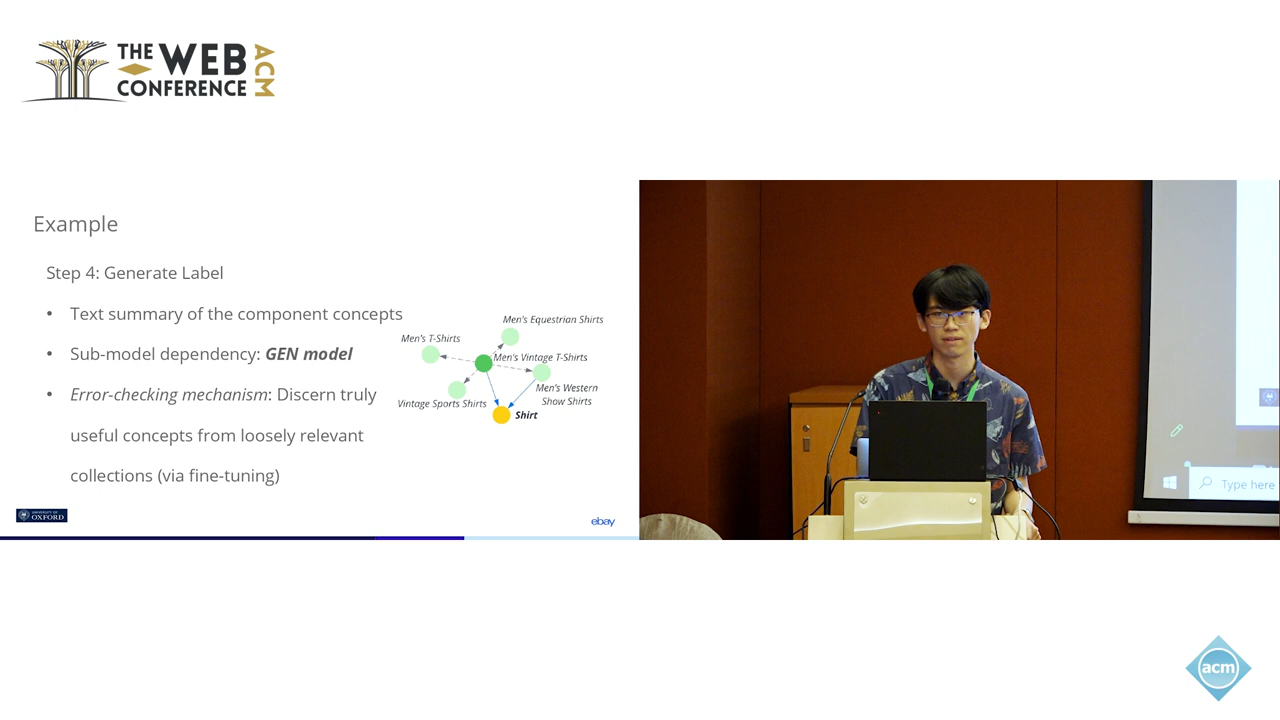 THE WEB
CONFERENCE
ACM
Example
Step 4: Generate Label
• Text summary of the component concepts
• Sub-model dependency: GEN model
• Error-checking mechanism: Discern truly
useful concepts from loosely relevant
collections (via fine-tuning)
Men's Equestrian Shirts
Men's T-Shirts
Men's Vintage T-Shirts
Men's Western
Show Shirts
Vintage Sports Shirts
Shirt
UNIVERSITY OF
OXFORD
ebay
Type here
acm